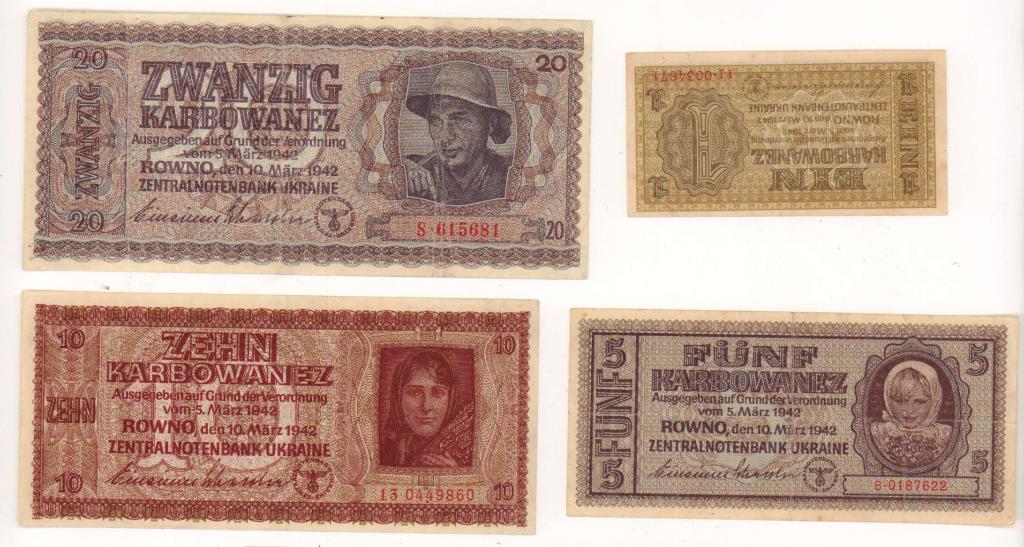 20
ZWANZIG
20
ZWANZIG
KARBOWANEZ
Ausgegeben auf Grund der Verordnung
vom 5. März 1942
ROWNO, den 10. März 1942
ZENTRALNOTENBANK UKRAINE
20
8·615681
20
1
EIN
1
EIN
KARBOWANEZ
Ausgegeben auf Grund der Verordnung
vom 5. März 1942
ROWNO, den 10. März 1942
ZENTRALNOTENBANK UKRAINE
1
1
11·0034871
10
ZEHN
10
ZEHN
KARBOWANEZ
Ausgegeben auf Grund der Verordnung
vom 5. März 1942
ROWNO, den 10. März 1942
ZENTRALNOTENBANK UKRAINE
10
13·0449860
10
5
FÜNF
5
FÜNF
KARBOWANEZ
Ausgegeben auf Grund der Verordnung
vom 5. März 1942
ROWNO, den 10. März 1942
ZENTRALNOTENBANK UKRAINE
5
5
8·0187622